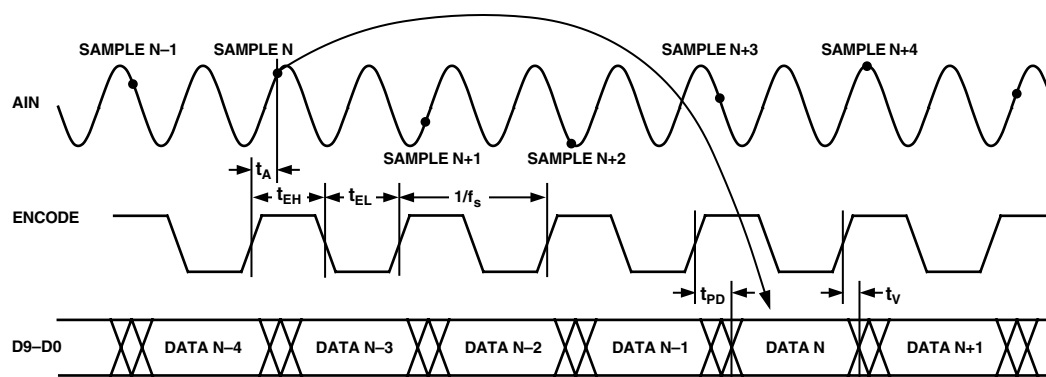 SAMPLE N–1
SAMPLE N
SAMPLE N+3
SAMPLE N+4
AIN
SAMPLE N+1
SAMPLE N+2
tA
tEH
tEL
1/fs
ENCODE
tPD
tV
D9–D0
DATA N–4
DATA N–3
DATA N–2
DATA N–1
DATA N
DATA N+1